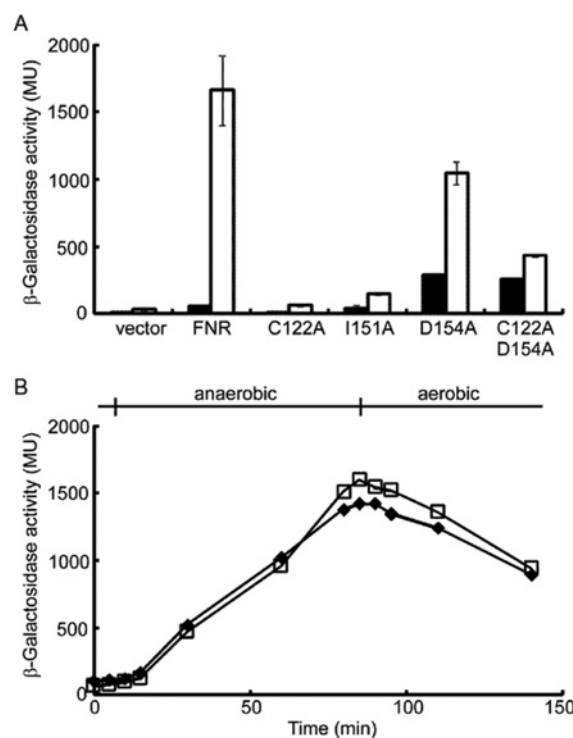 A
β-Galactosidase activity (MU)
2000
1500
1000
500
0
vector FNR C122A I151A D154A C122A
D154A
B
anaerobic aerobic
β-Galactosidase activity (MU)
2000
1500
1000
500
0
0 50 100 150
Time (min)